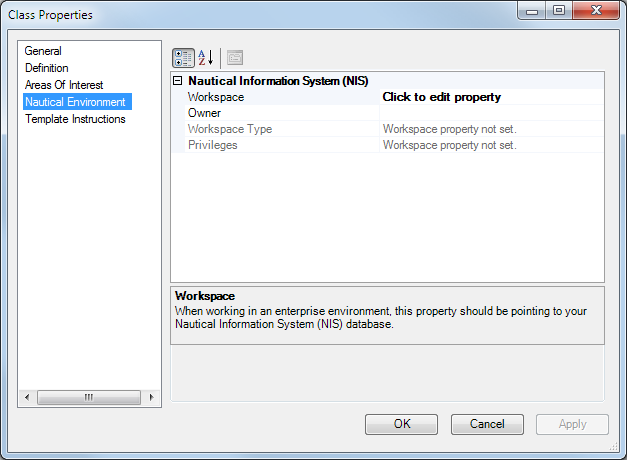 Class Properties
General
Definition
Areas Of Interest
Nautical Environment
Template Instructions
A
Z
Nautical Information System (NIS)
Workspace Click to edit property
Owner
Workspace Type Workspace property not set.
Privileges Workspace property not set.
Workspace
When working in an enterprise environment, this property should be pointing to your
Nautical Information System (NIS) database.
OK Cancel Apply